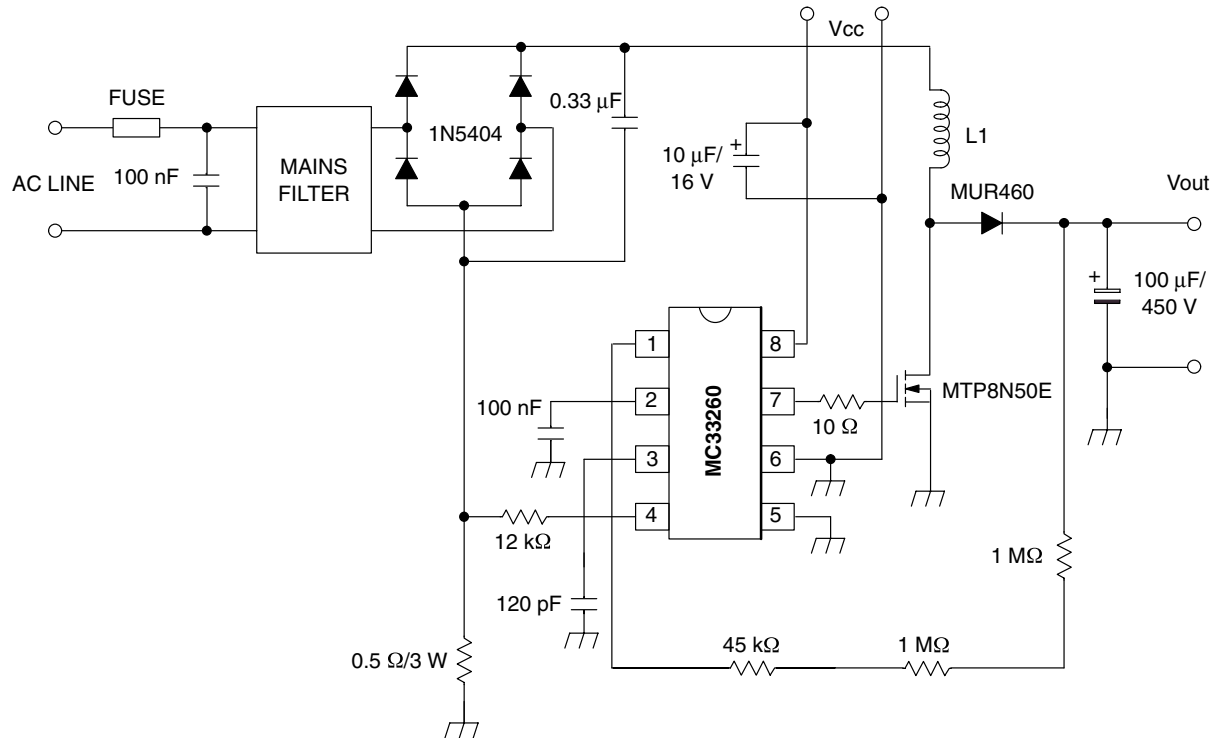 Vcc
FUSE
0.33 μF
1N5404
L1
AC LINE
100 nF
MAINS
FILTER
+
10 μF/
16 V
MUR460
Vout
+
100 μF/
450 V
1
8
MC33260
2
7
MTP8N50E
100 nF
10 Ω
3
6
4
5
12 kΩ
1 MΩ
120 pF
45 kΩ
1 MΩ
0.5 Ω/3 W